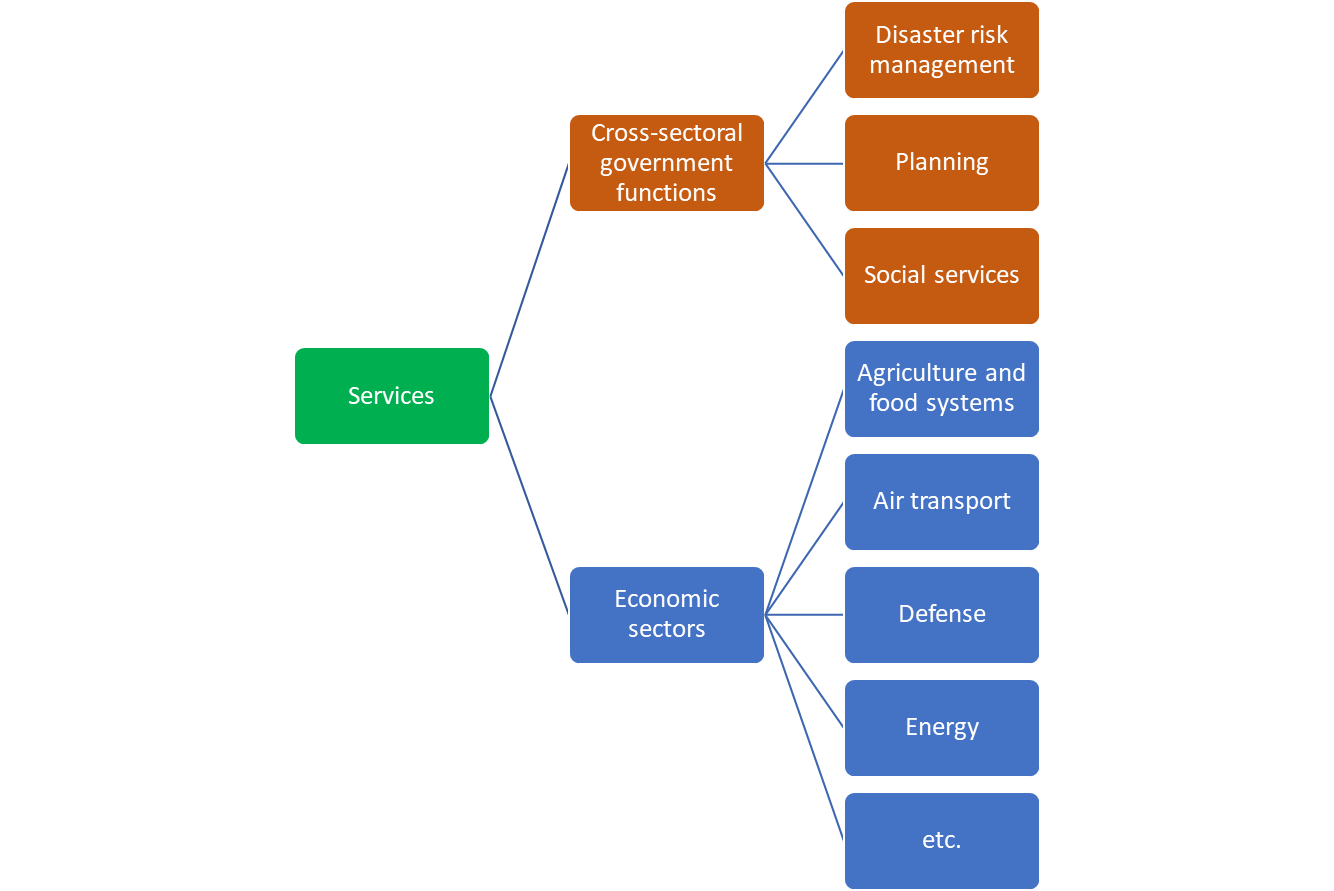 Disaster risk
management
Cross-sectoral
government
functions
Planning
Social services
Services
Agriculture and
food systems
Air transport
Economic
sectors
Defense
Energy
etc.